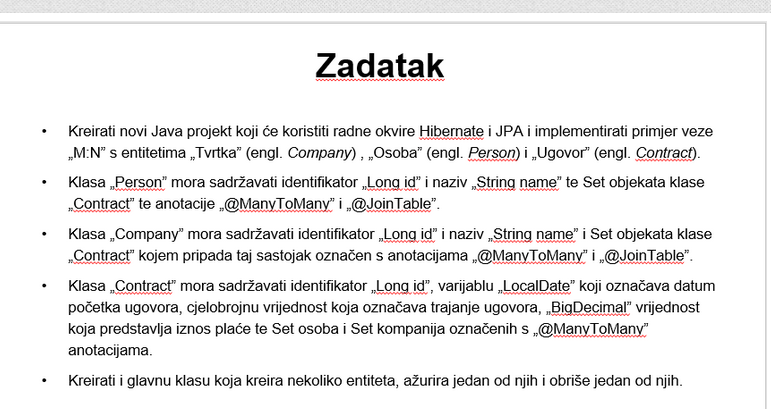 Zadatak
• Kreirati novi Java projekt koji će koristiti radne okvire Hibernate i JPA i implementirati primjer veze
„M:N” s entitetima „Tvrtka” (engl. Company) , „Osoba” (engl. Person) i „Ugovor” (engl. Contract).
• Klasa „Person” mora sadržavati identifikator „Long id” i naziv „String name” te Set objekata klase
„Contract” te anotacije „@ManyToMany” i „@JoinTable”.
• Klasa „Company” mora sadržavati identifikator „Long id” i naziv „String name” i Set objekata klase
„Contract” kojem pripada taj sastojak označen s anotacijama „@ManyToMany” i „@JoinTable”.
• Klasa „Contract” mora sadržavati identifikator „Long id”, varijablu „LocalDate” koji označava datum
početka ugovora, cjelobrojnu vrijednost koja označava trajanje ugovora, „BigDecimal” vrijednost
koja predstavlja iznos plaće te Set osoba i Set kompanija označenih s „@ManyToMany”
anotacijama.
• Kreirati i glavnu klasu koja kreira nekoliko entiteta, ažurira jedan od njih i obriše jedan od njih.